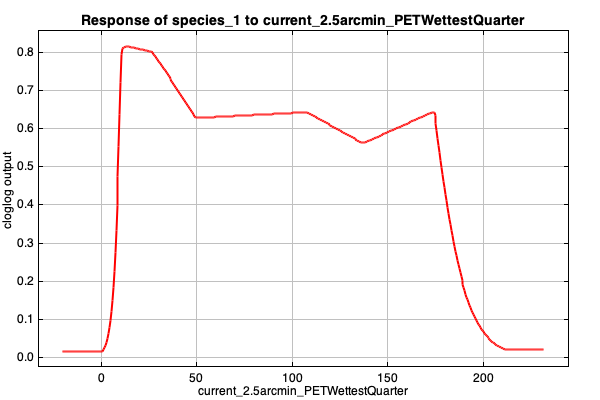 Response of species_1 to current_2.5arcmin_PETWettestQuarter
cloglog output
0.8
0.7
0.6
0.5
0.4
0.3
0.2
0.1
0.0
0 50 100 150 200
current_2.5arcmin_PETWettestQuarter